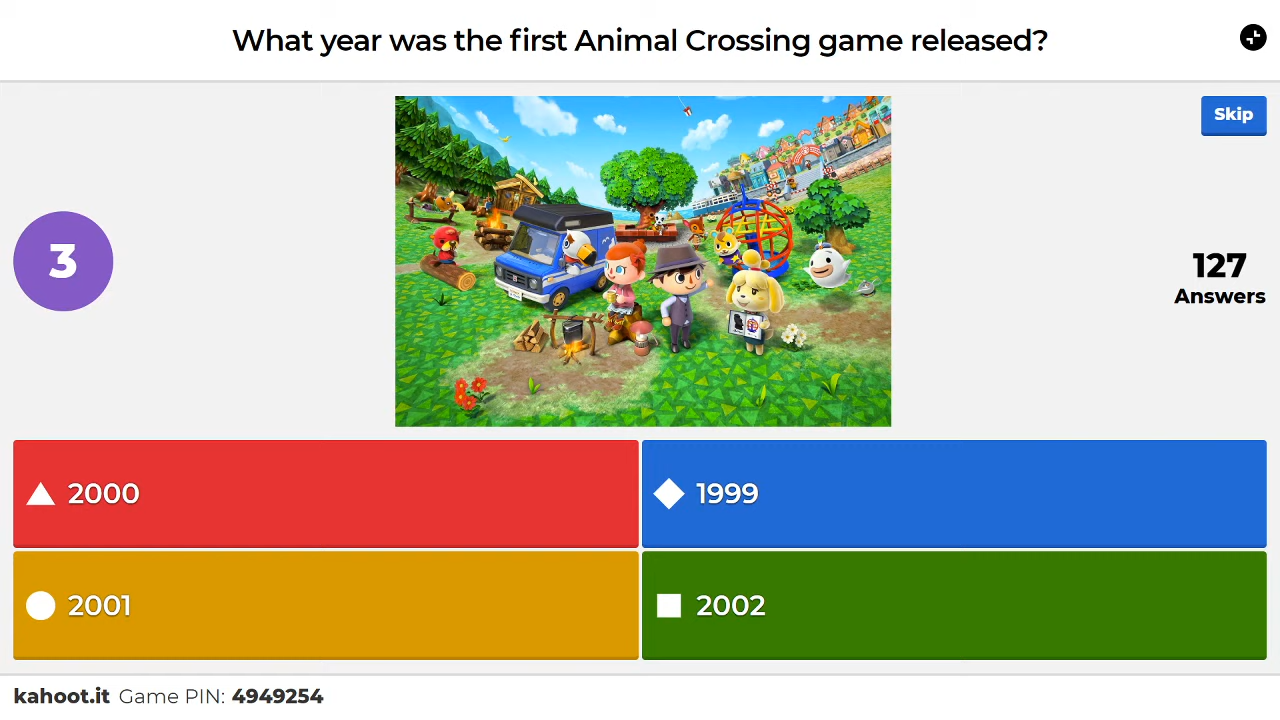 What year was the first Animal Crossing game released?
Skip
3
127
Answers
2000
1999
2001
2002
kahoot.it Game PIN: 4949254